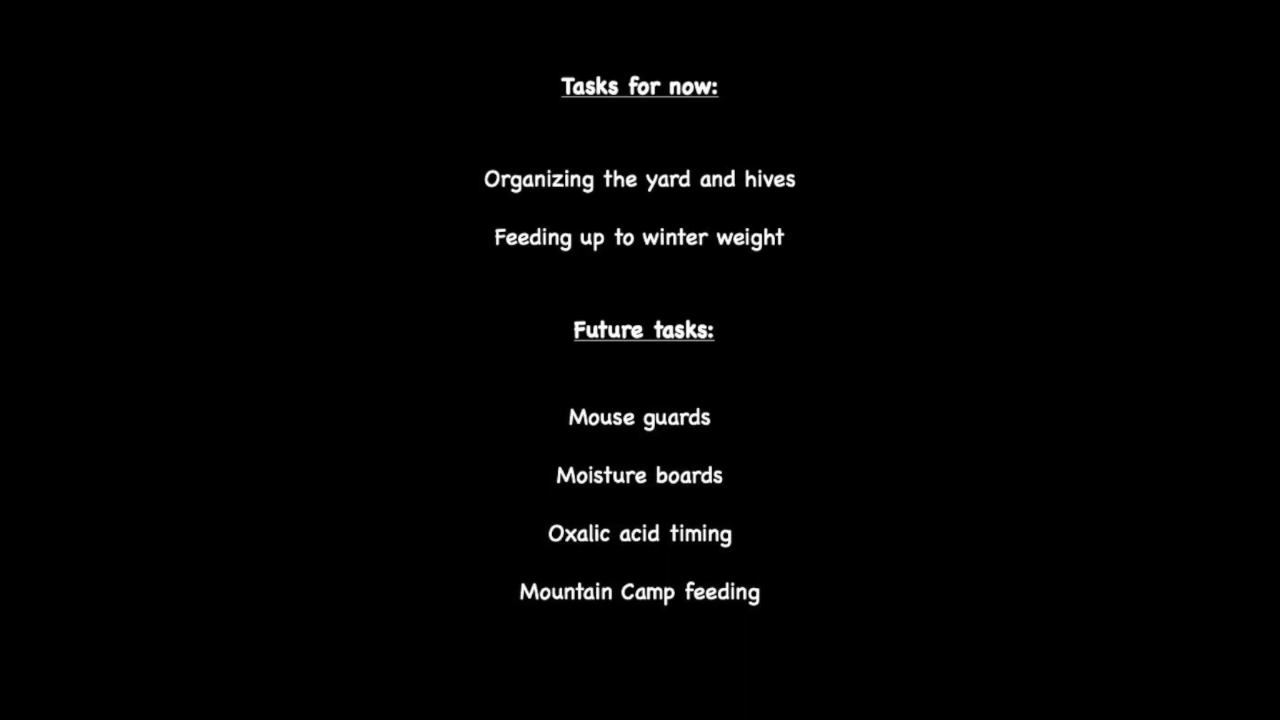 Tasks for now:
Organizing the yard and hives
Feeding up to winter weight
Future tasks:
Mouse guards
Moisture boards
Oxalic acid timing
Mountain Camp feeding